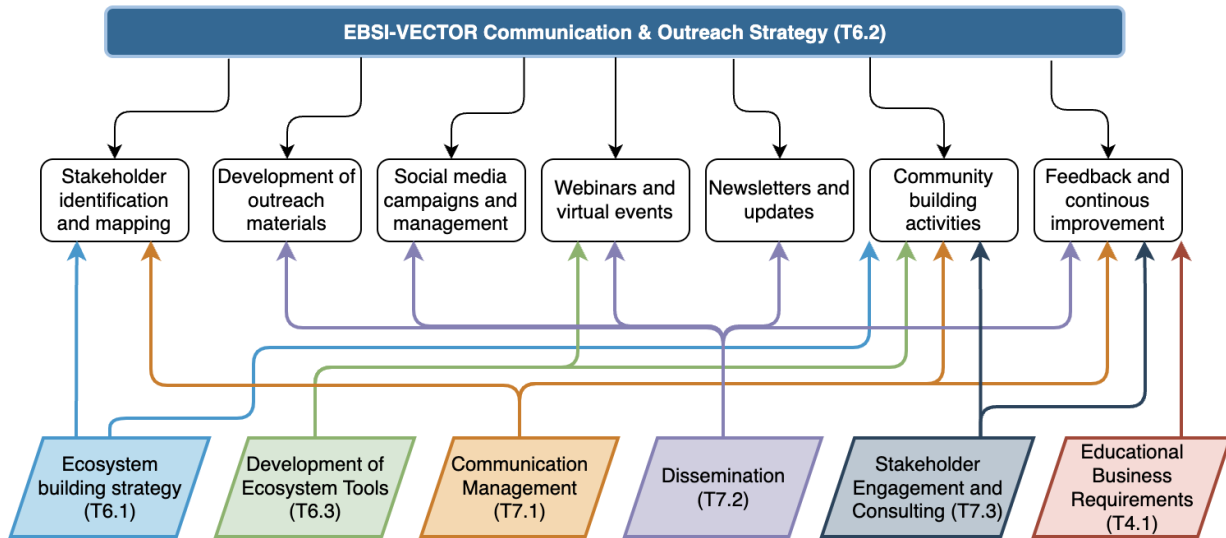 EBSI-VECTOR Communication & Outreach Strategy (T6.2)
Stakeholder
identification
and mapping
Development of
outreach
materials
Social media
campaigns and
management
Webinars and
virtual events
Newsletters and
updates
Community
building
activities
Feedback and
continous
improvement
Ecosystem
building strategy
(T6.1)
Development of
Ecosystem Tools
(T6.3)
Communication
Management
(T7.1)
Dissemination
(T7.2)
Stakeholder
Engagement and
Consulting (T7.3)
Educational
Business
Requirements
(T4.1)